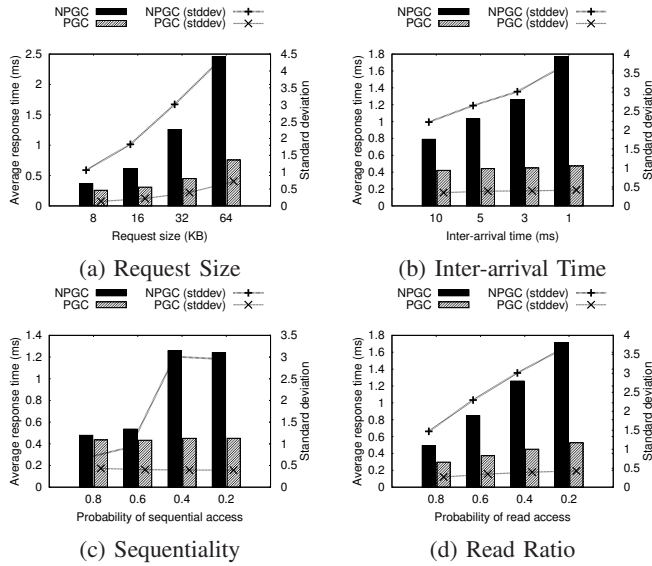 NPGC NPGC (stddev)
PGC PGC (stddev)
Average response time (ms)
2.5
2
1.5
1
0.5
0
4.5
4
3.5
3
2.5
2
1.5
1
0.5
0
Standard deviation
8 16 32 64
Request size (KB)
(a) Request Size
NPGC NPGC (stddev)
PGC PGC (stddev)
Average response time (ms)
1.8
1.6
1.4
1.2
1
0.8
0.6
0.4
0.2
0
4
3.5
3
2.5
2
1.5
1
0.5
0
Standard deviation
10 5 3 1
Inter-arrival time (ms)
(b) Inter-arrival Time
NPGC NPGC (stddev)
PGC PGC (stddev)
Average response time (ms)
1.4
1.2
1
0.8
0.6
0.4
0.2
0
3.5
3
2.5
2
1.5
1
0.5
0
Standard deviation
0.8 0.6 0.4 0.2
Probability of sequential access
(c) Sequentiality
NPGC NPGC (stddev)
PGC PGC (stddev)
Average response time (ms)
1.8
1.6
1.4
1.2
1
0.8
0.6
0.4
0.2
0
4
3.5
3
2.5
2
1.5
1
0.5
0
Standard deviation
0.8 0.6 0.4 0.2
Probability of read access
(d) Read Ratio